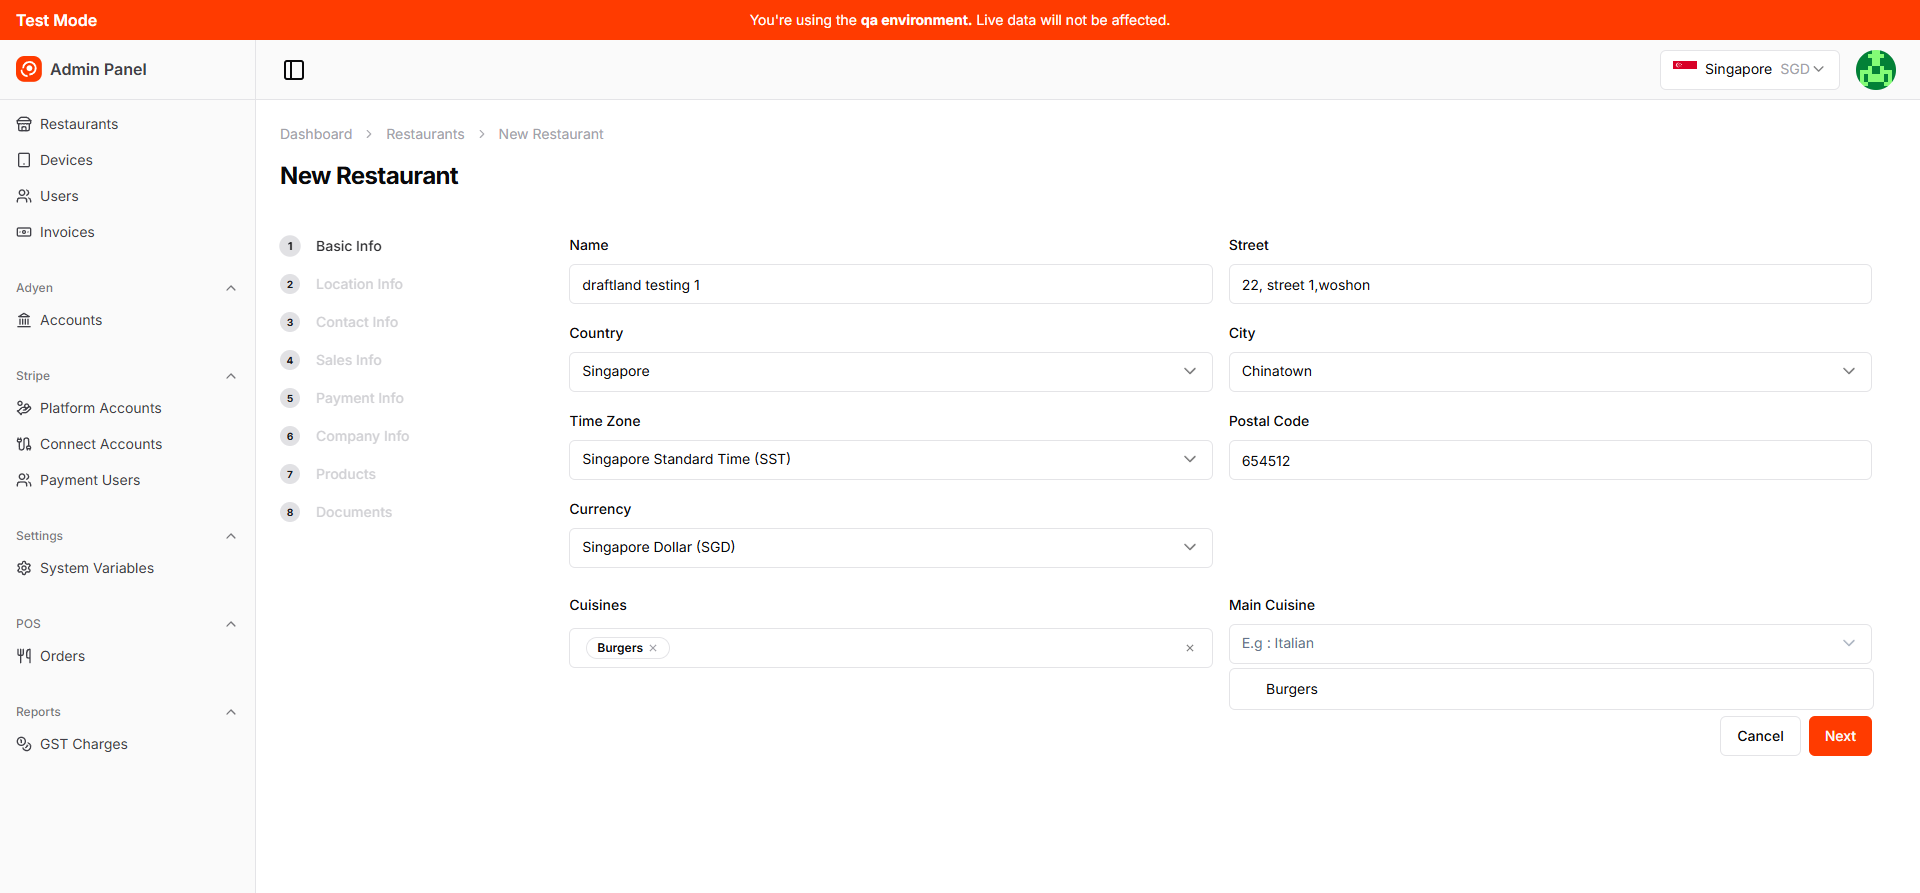 Test Mode
You're using the qa environment. Live data will not be affected.
Admin Panel
Singapore SGD
Restaurants
Devices
Users
Invoices
Adyen
Accounts
Stripe
Platform Accounts
Connect Accounts
Payment Users
Settings
System Variables
POS
Orders
Reports
GST Charges
Dashboard > Restaurants > New Restaurant
New Restaurant
1 Basic Info
2 Location Info
3 Contact Info
4 Sales Info
5 Payment Info
6 Company Info
7 Products
8 Documents
Name
draftland testing 1
Street
22, street 1,woshon
Country
Singapore
City
Chinatown
Time Zone
Singapore Standard Time (SST)
Postal Code
654512
Currency
Singapore Dollar (SGD)
Cuisines
Burgers
Main Cuisine
E.g : Italian
Burgers
Cancel
Next